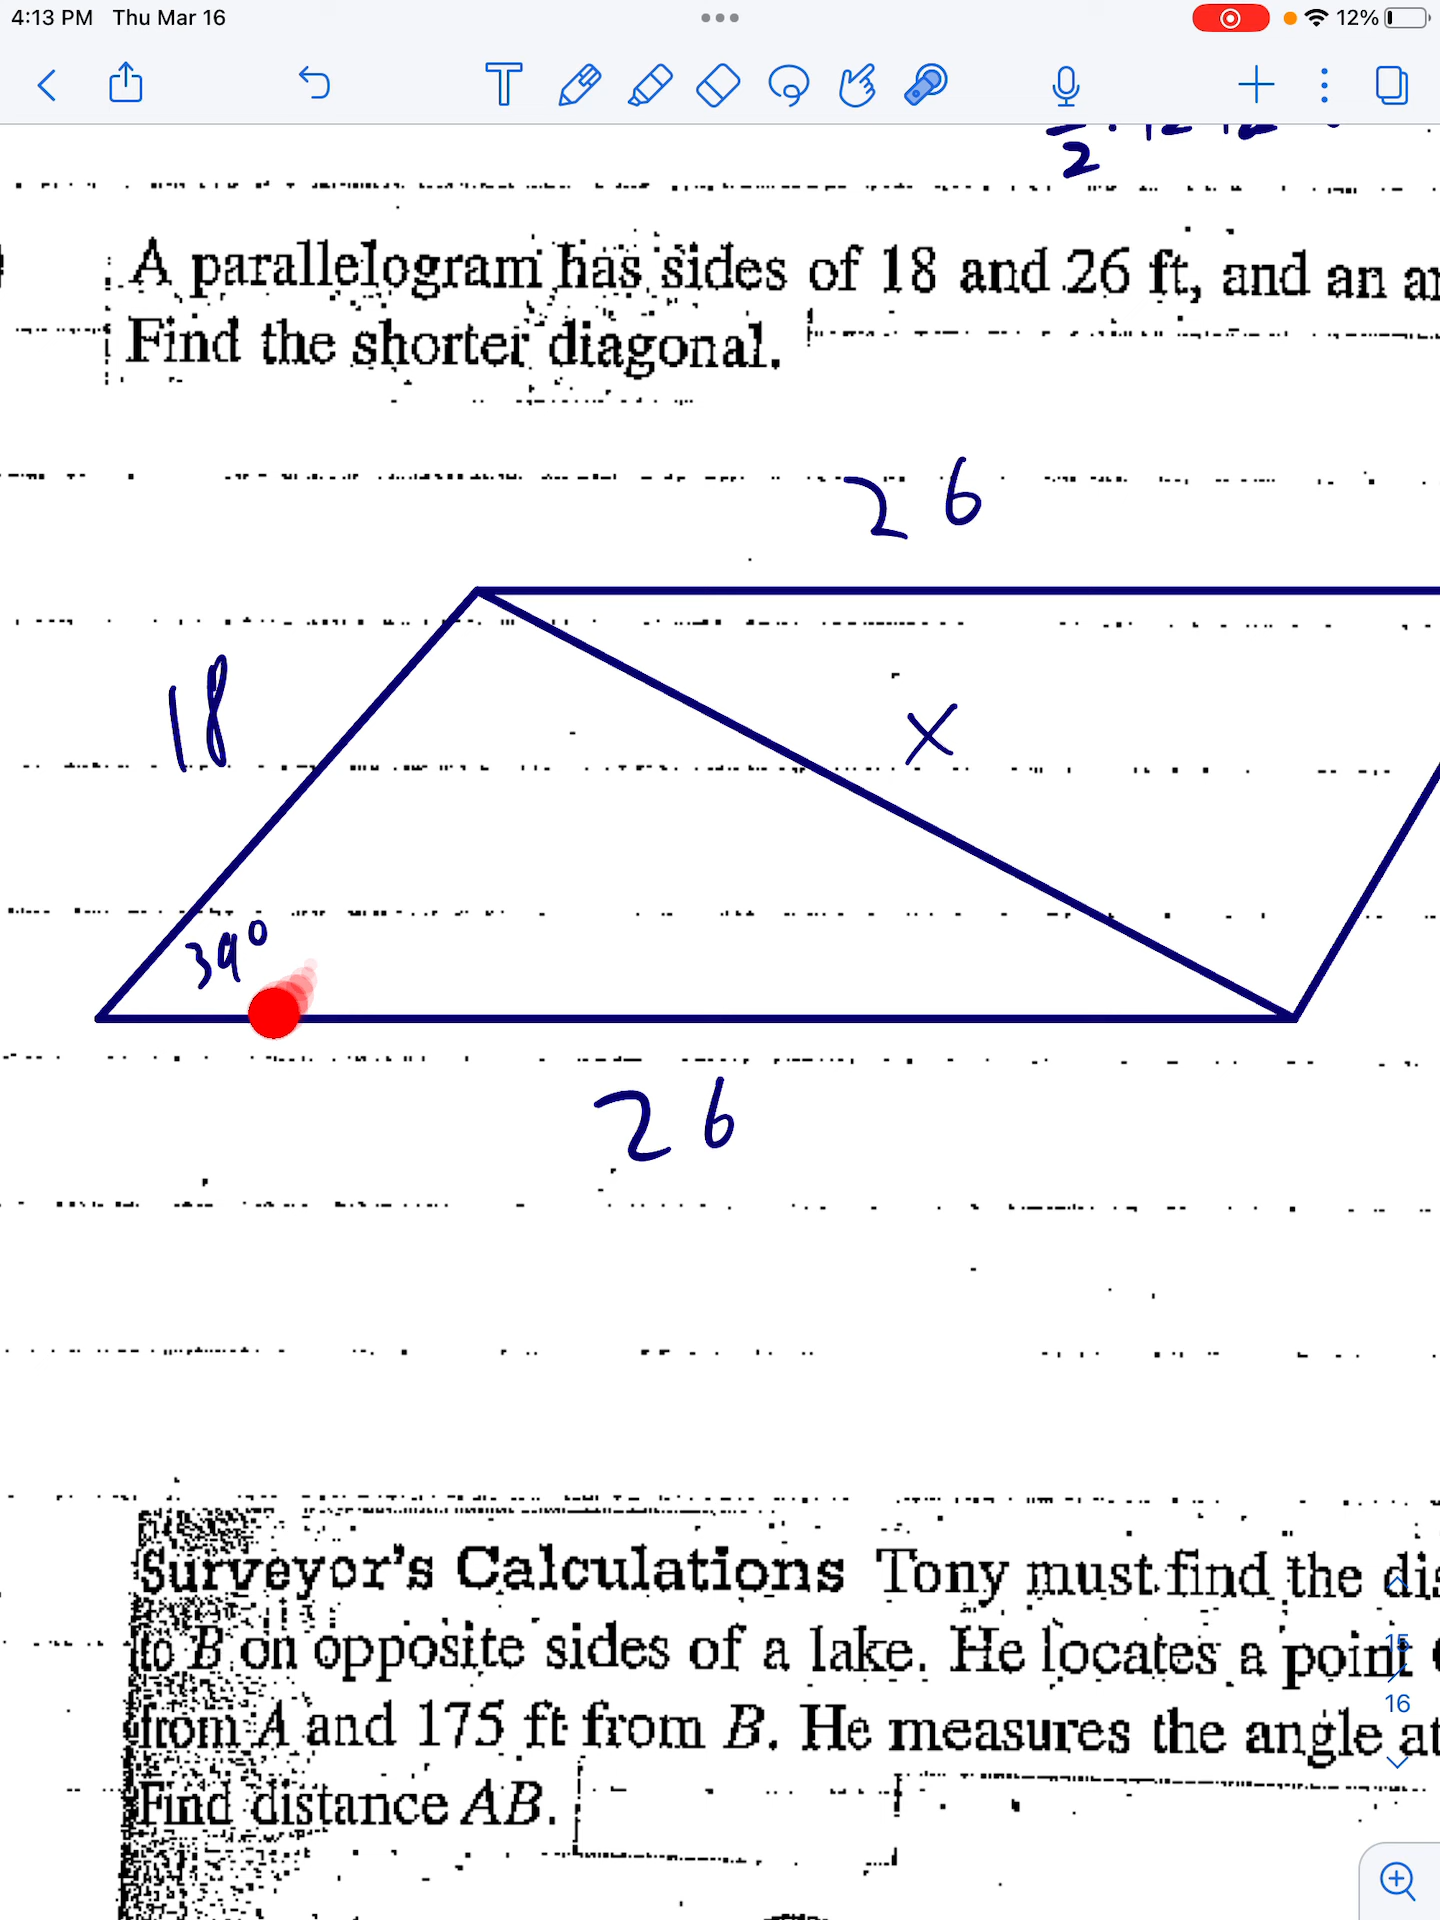 4:13 PM Thu Mar 16
12%
2
A parallelogram has sides of 18 and 26 ft, and an
Find the shorter diagonal.
26
18
x
39°
26
Surveyor's Calculations Tony must find the dis
to B on opposite sides of a lake. He locates a point
from A and 175 ft from B. He measures the angle at
Find distance AB.
15
16